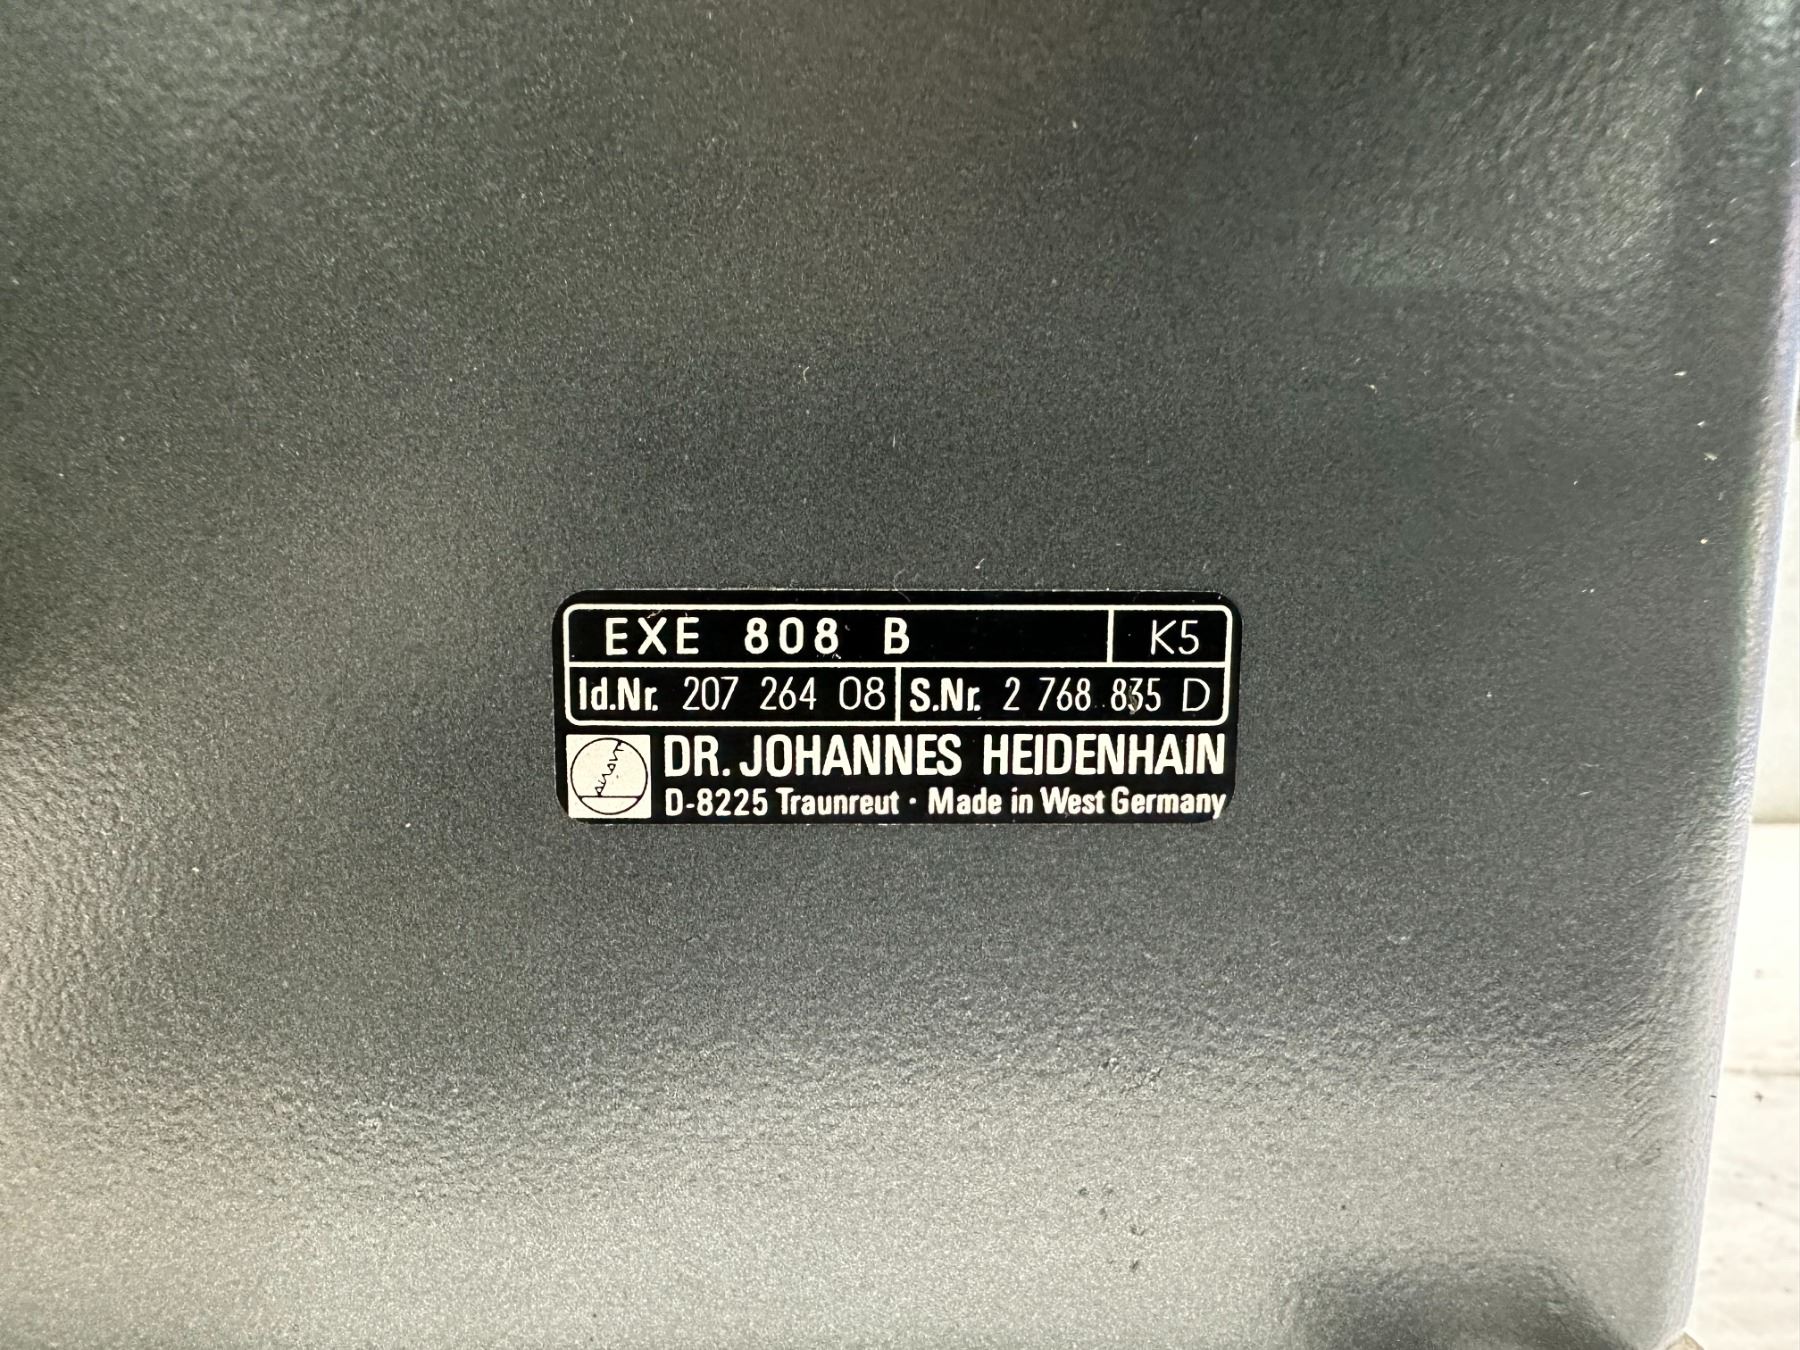 EXE 808 B K5
Id.Nr. 207 264 08 S.Nr. 2 768 835 D
DR. JOHANNES HEIDENHAIN
D-8225 Traunreut · Made in West Germany